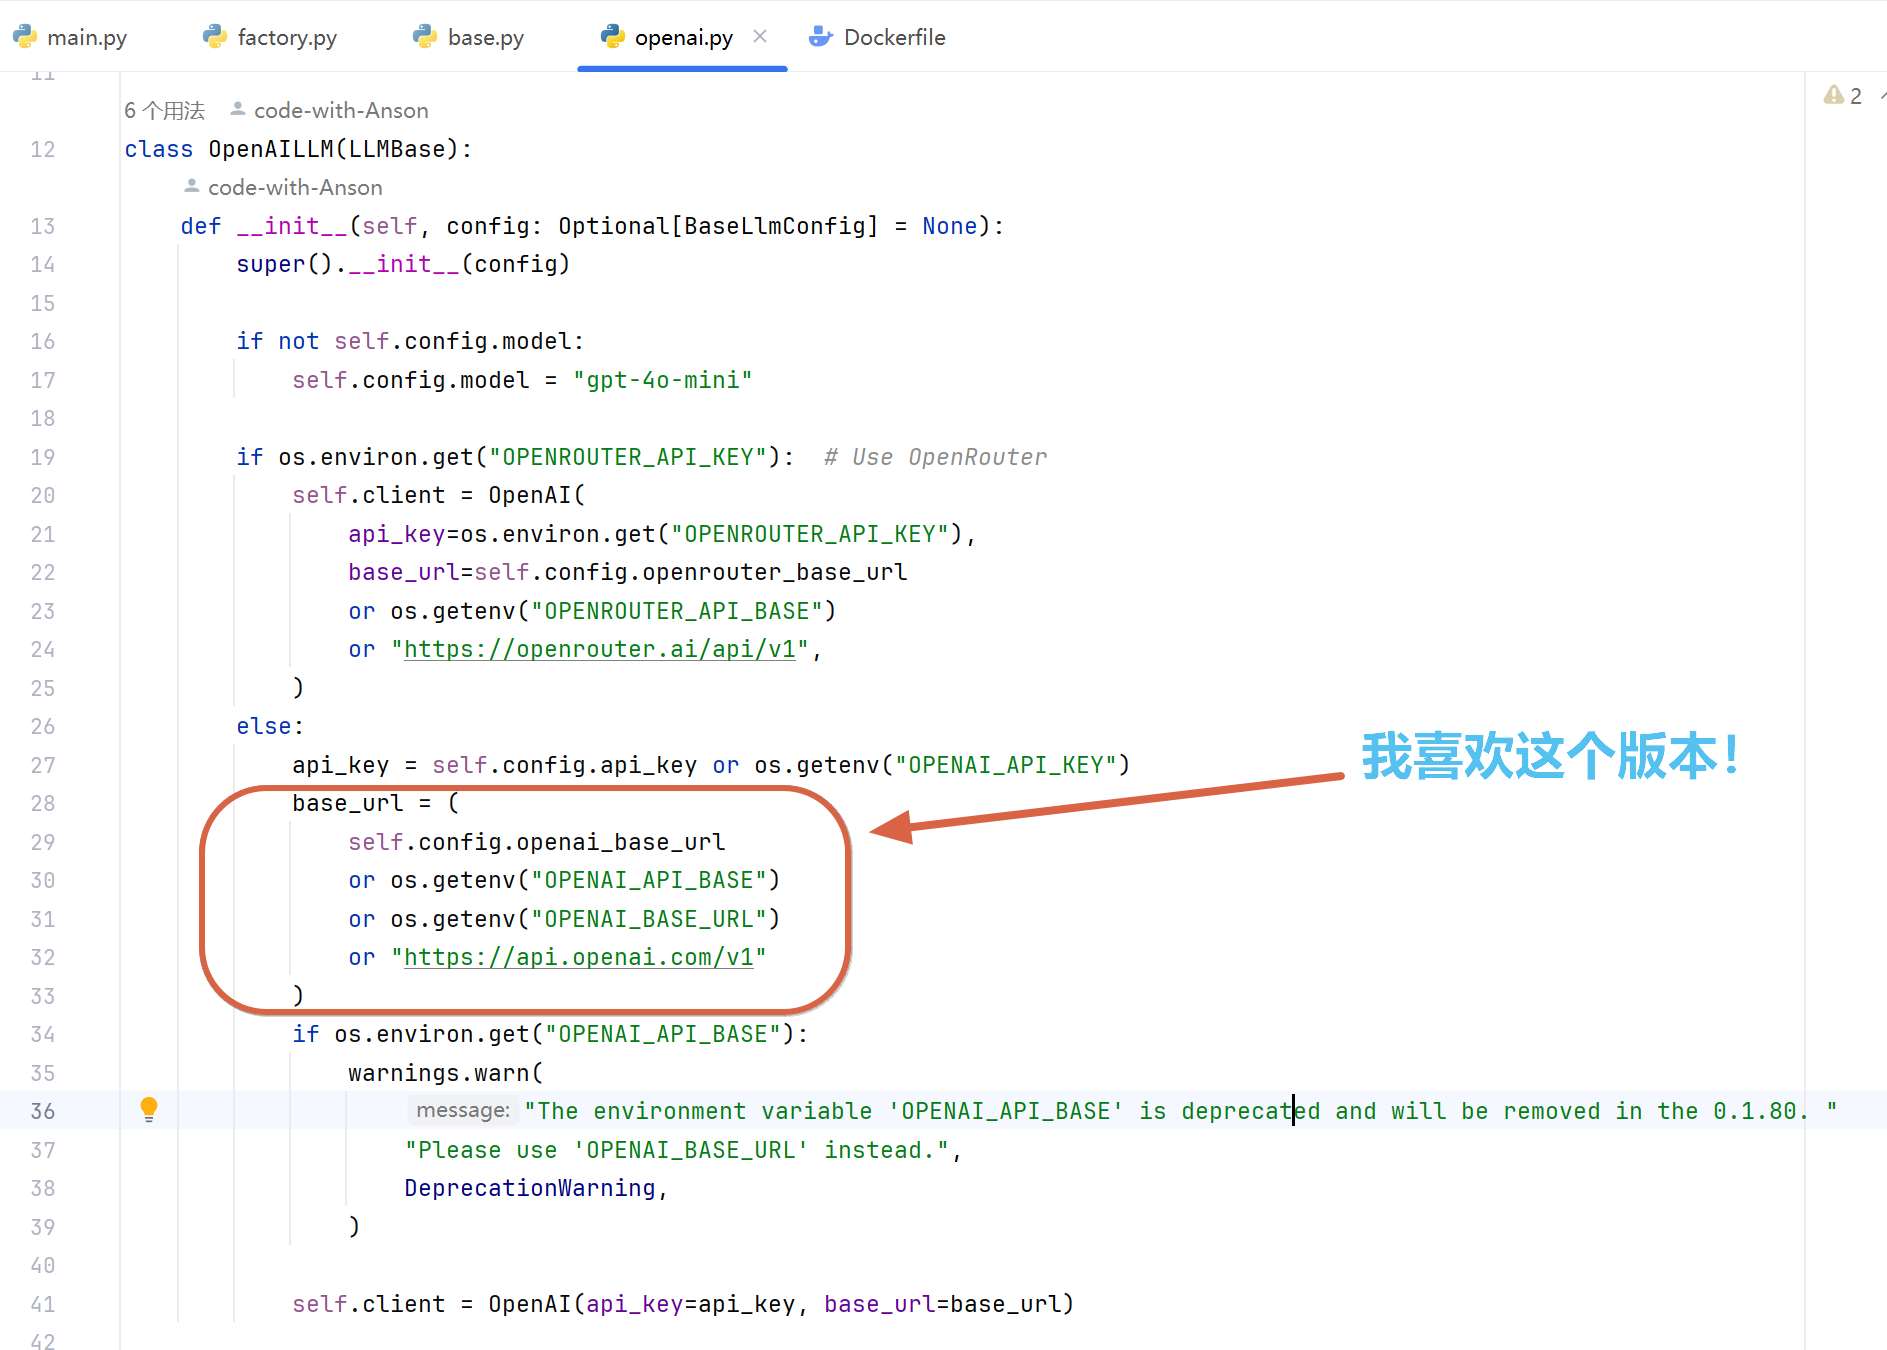 main.py factory.py base.py openai.py Dockerfile
11
6 个用法 code-with-Anson
2
12 class OpenAILLM(LLMBase):
code-with-Anson
13 def __init__(self, config: Optional[BaseLlmConfig] = None):
14 super().__init__(config)
15
16 if not self.config.model:
17 self.config.model = "gpt-4o-mini"
18
19 if os.environ.get("OPENROUTER_API_KEY"): # Use OpenRouter
20 self.client = OpenAI(
21 api_key=os.environ.get("OPENROUTER_API_KEY"),
22 base_url=self.config.openrouter_base_url
23 or os.getenv("OPENROUTER_API_BASE")
24 or "https://openrouter.ai/api/v1",
25 )
26 else:
27 api_key = self.config.api_key or os.getenv("OPENAI_API_KEY")
我喜欢这个版本！
28 base_url = (
29 self.config.openai_base_url
30 or os.getenv("OPENAI_API_BASE")
31 or os.getenv("OPENAI_BASE_URL")
32 or "https://api.openai.com/v1"
33 )
34 if os.environ.get("OPENAI_API_BASE"):
35 warnings.warn(
36 message: "The environment variable 'OPENAI_API_BASE' is deprecated and will be removed in the 0.1.80. "
37 "Please use 'OPENAI_BASE_URL' instead.",
38 DeprecationWarning,
39 )
40
41 self.client = OpenAI(api_key=api_key, base_url=base_url)
42